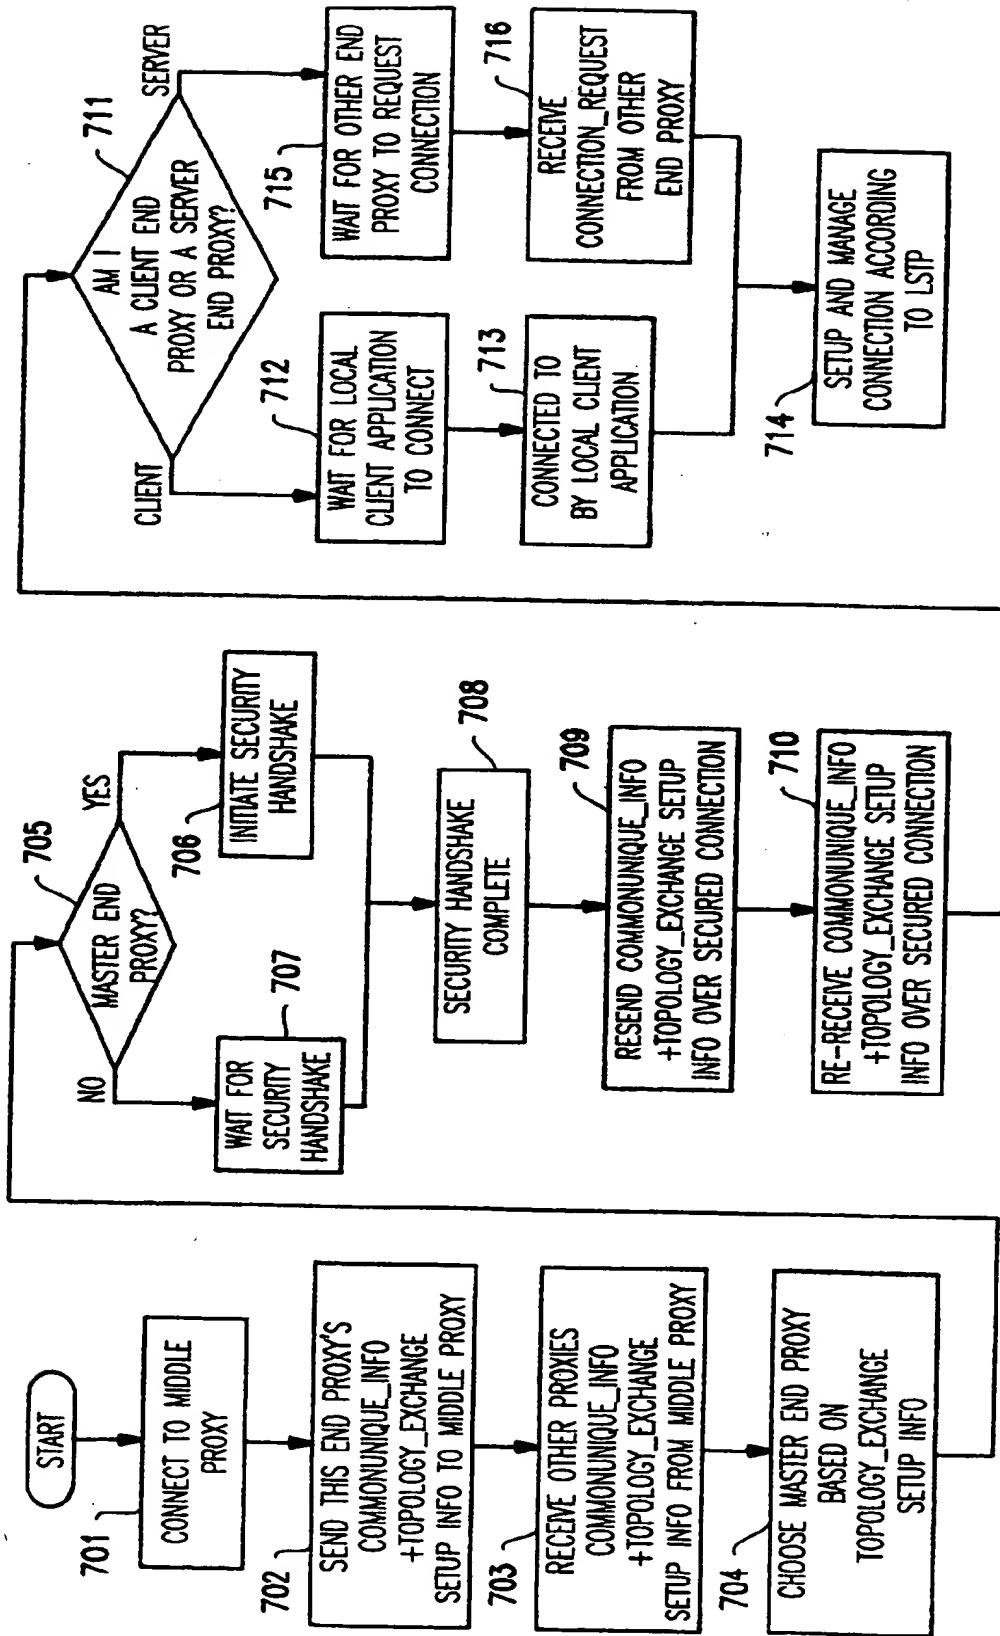 START
701
CONNECT TO MIDDLE
PROXY
702
SEND THIS END PROXY'S
COMMONUNIQUE_INFO
+TOPOLOGY_EXCHANGE
SETUP INFO TO MIDDLE PROXY
703
RECEIVE OTHER PROXIES
COMMONUNIQUE_INFO
+TOPOLOGY_EXCHANGE
SETUP INFO FROM MIDDLE PROXY
704
CHOOSE MASTER END PROXY
BASED ON
TOPOLOGY_EXCHANGE
SETUP INFO
705
MASTER END
PROXY?
YES
NO
706
INITIATE SECURITY
HANDSHAKE
707
WAIT FOR
SECURITY
HANDSHAKE
708
SECURITY HANDSHAKE
COMPLETE
709
RESEND COMMONUNIQUE_INFO
+TOPOLOGY_EXCHANGE SETUP
INFO OVER SECURED CONNECTION
710
RE-RECEIVE COMMONUNIQUE_INFO
+TOPOLOGY_EXCHANGE SETUP
INFO OVER SECURED CONNECTION
711
AM I
A CLIENT END
PROXY OR A SERVER
END PROXY?
CLIENT
SERVER
712
WAIT FOR LOCAL
CLIENT APPLICATION
TO CONNECT
713
CONNECTED TO
BY LOCAL CLIENT
APPLICATION
715
WAIT FOR OTHER END
PROXY TO REQUEST
CONNECTION
716
RECEIVE
CONNECTION_REQUEST
FROM OTHER
END PROXY
714
SETUP AND MANAGE
CONNECTION ACCORDING
TO LSTP